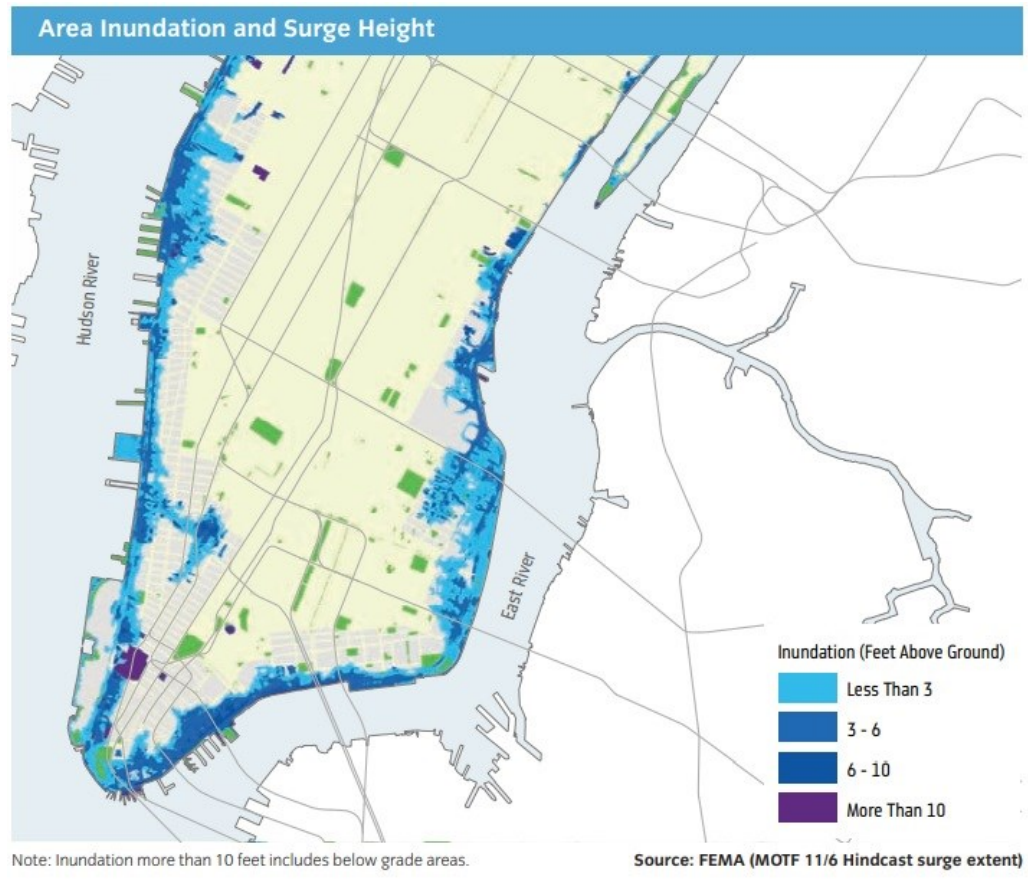 Area Inundation and Surge Height
Hudson River
East River
Inundation (Feet Above Ground)
Less Than 3
3 - 6
6 - 10
More Than 10
Note: Inundation more than 10 feet includes below grade areas.
Source: FEMA (MOTF 11/6 Hindcast surge extent)